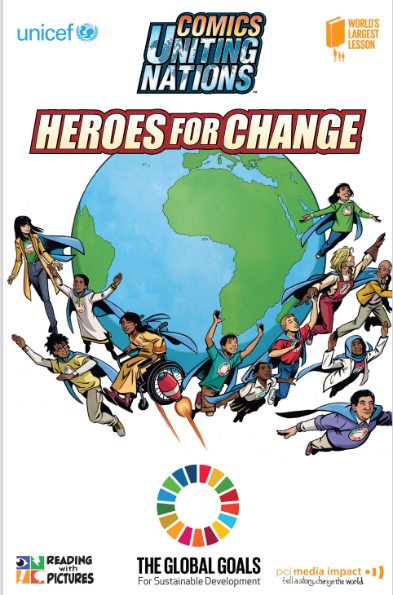 unicef
COMICS
UNITING
NATIONS
WORLD'S
LARGEST
LESSON
HEROES FOR CHANGE
READING
with
PICTURES
THE GLOBAL GOALS
For Sustainable Development
pci media impact
tell a story, change the world.